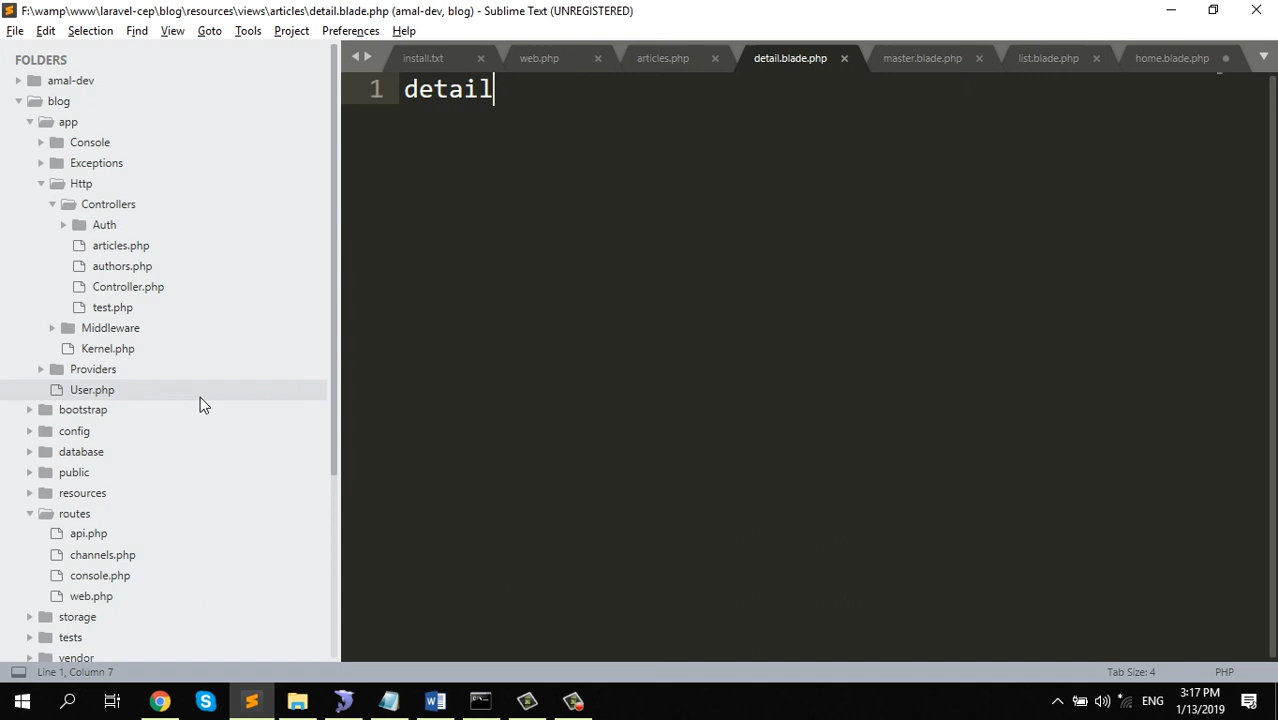 F:\wamp\www\laravel-cep\blog\resources\views\articles\detail.blade.php (amal-dev, blog) - Sublime Text (UNREGISTERED)
File Edit Selection Find View Goto Tools Project Preferences Help
FOLDERS
amal-dev
blog
app
Console
Exceptions
Http
Controllers
Auth
articles.php
authors.php
Controller.php
test.php
Middleware
Kernel.php
Providers
User.php
bootstrap
config
database
public
resources
routes
api.php
channels.php
console.php
web.php
storage
tests
vendor
install.txt web.php articles.php detail.blade.php master.blade.php list.blade.php home.blade.php
1 detail
Line 1, Column 7 Tab Size: 4 PHP
ENG
3:17 PM
1/13/2019